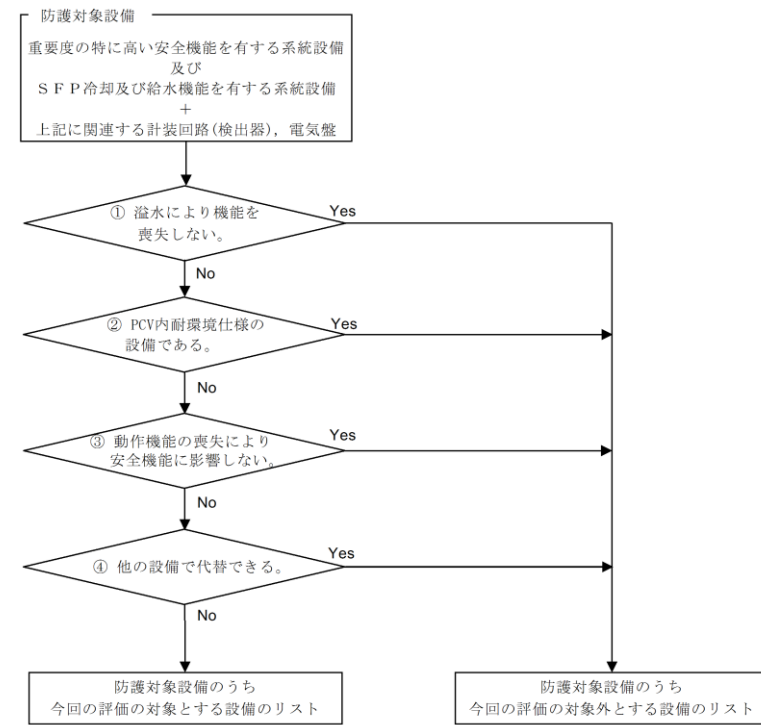 防護対象設備
重要度の特に高い安全機能を有する系統設備
及び
ＳＦＰ冷却及び給水機能を有する系統設備
＋
上記に関連する計装回路(検出器)，電気盤
① 溢水により機能を
喪失しない。
Yes
No
② PCV内耐環境仕様の
設備である。
Yes
No
③ 動作機能の喪失により
安全機能に影響しない。
Yes
No
④ 他の設備で代替できる。
Yes
No
防護対象設備のうち
今回の評価の対象とする設備のリスト
防護対象設備のうち
今回の評価の対象外とする設備のリスト